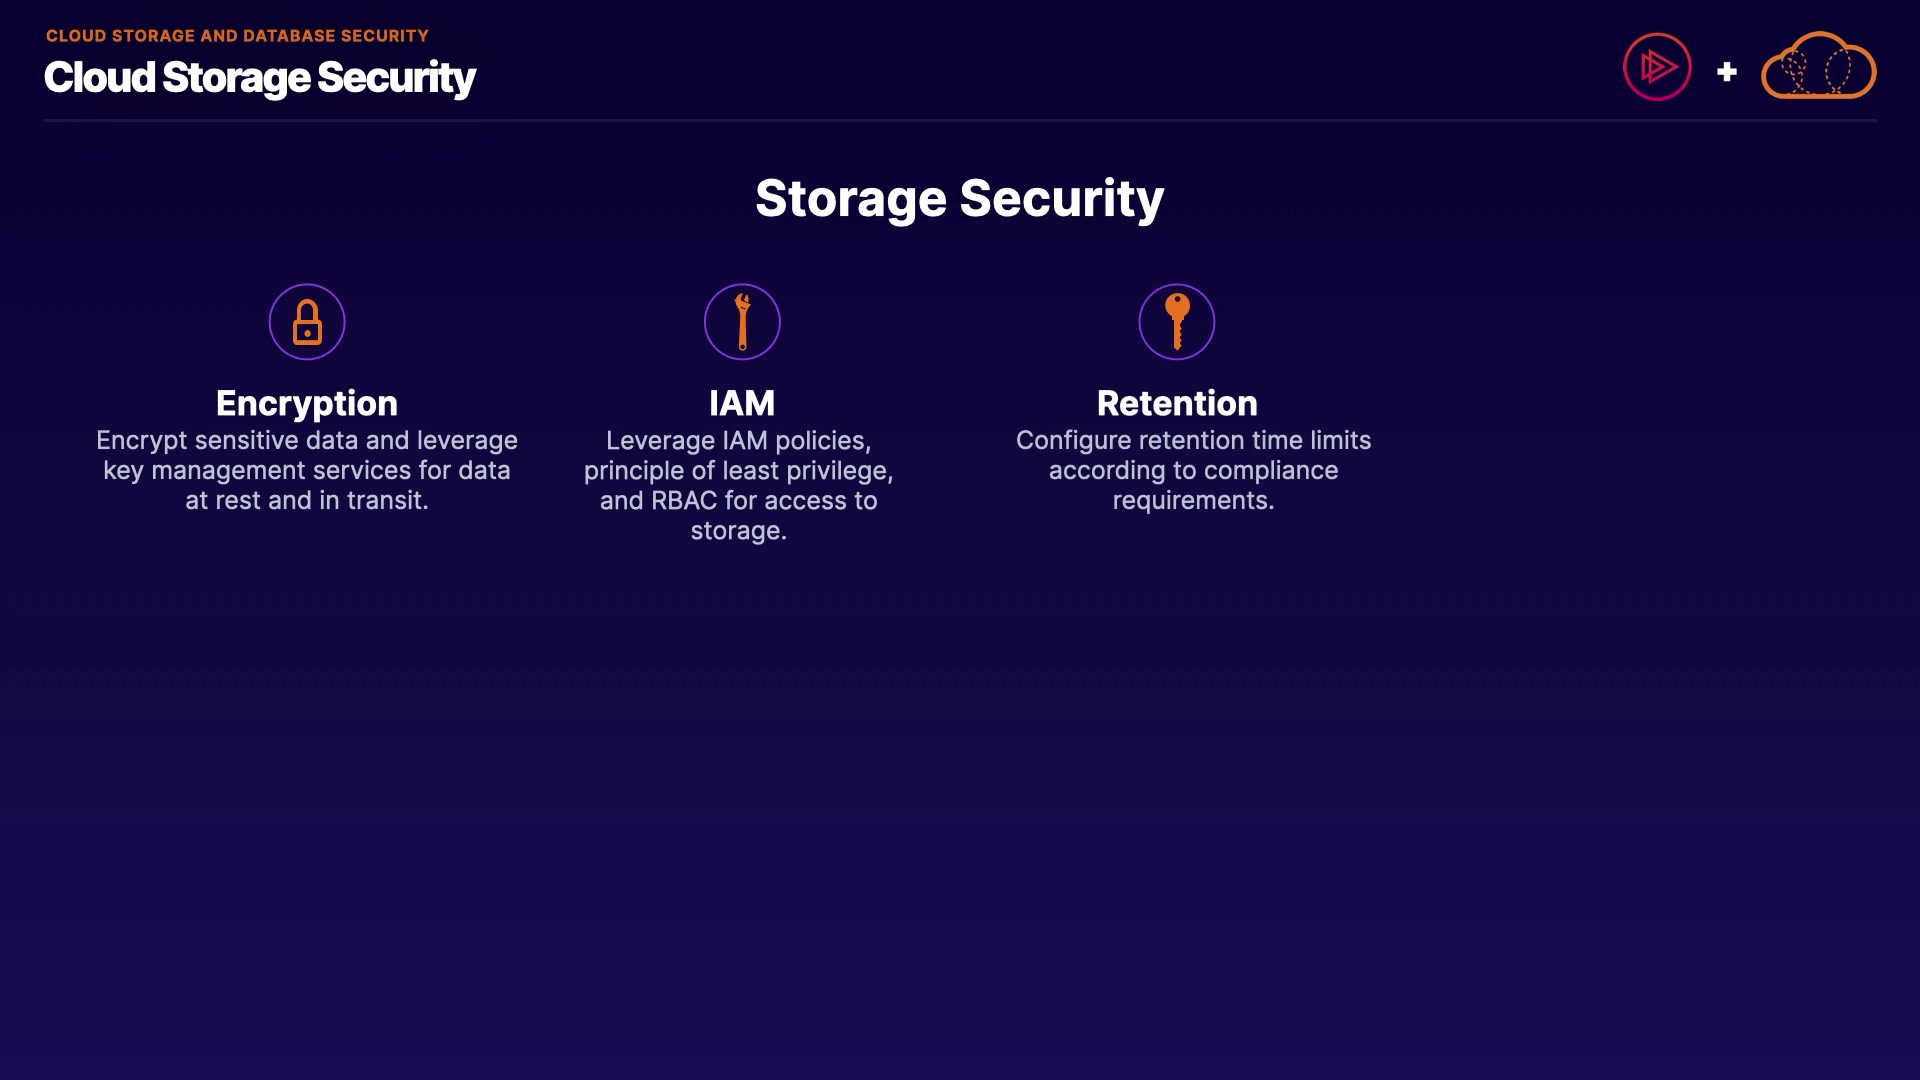 CLOUD STORAGE AND DATABASE SECURITY
Cloud Storage Security
Storage Security
Encryption
Encrypt sensitive data and leverage
key management services for data
at rest and in transit.
IAM
Leverage IAM policies,
principle of least privilege,
and RBAC for access to
storage.
Retention
Configure retention time limits
according to compliance
requirements.